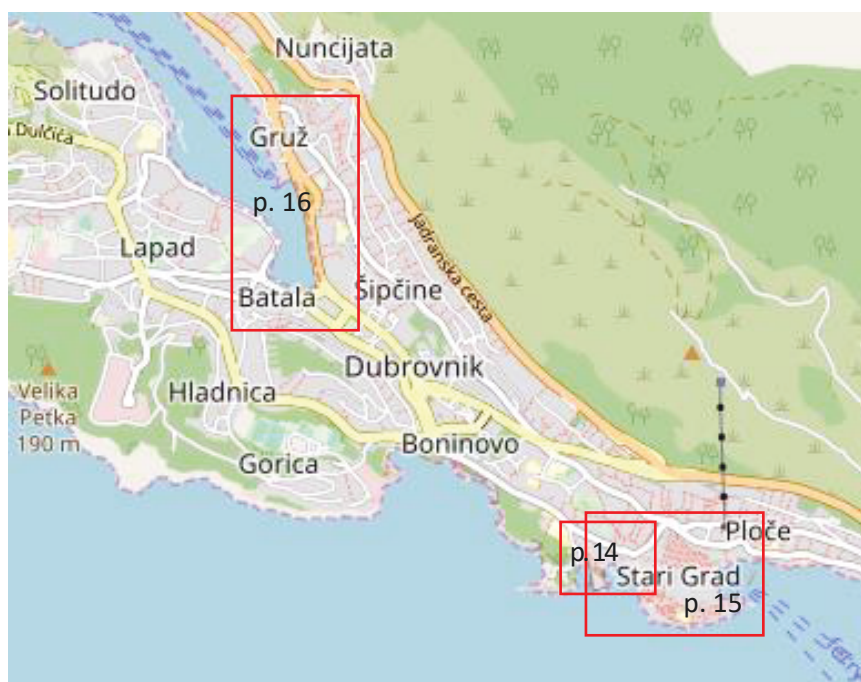 Nuncijata
Solitudo
Dulčića
Gruž
p. 16
Lapad
Jadranska cesta
Batala
Šipčine
Dubrovnik
Velika
Petka
190 m
Hladnica
Boninovo
Gorica
Ploče
p. 14
Stari Grad
p. 15
ferry